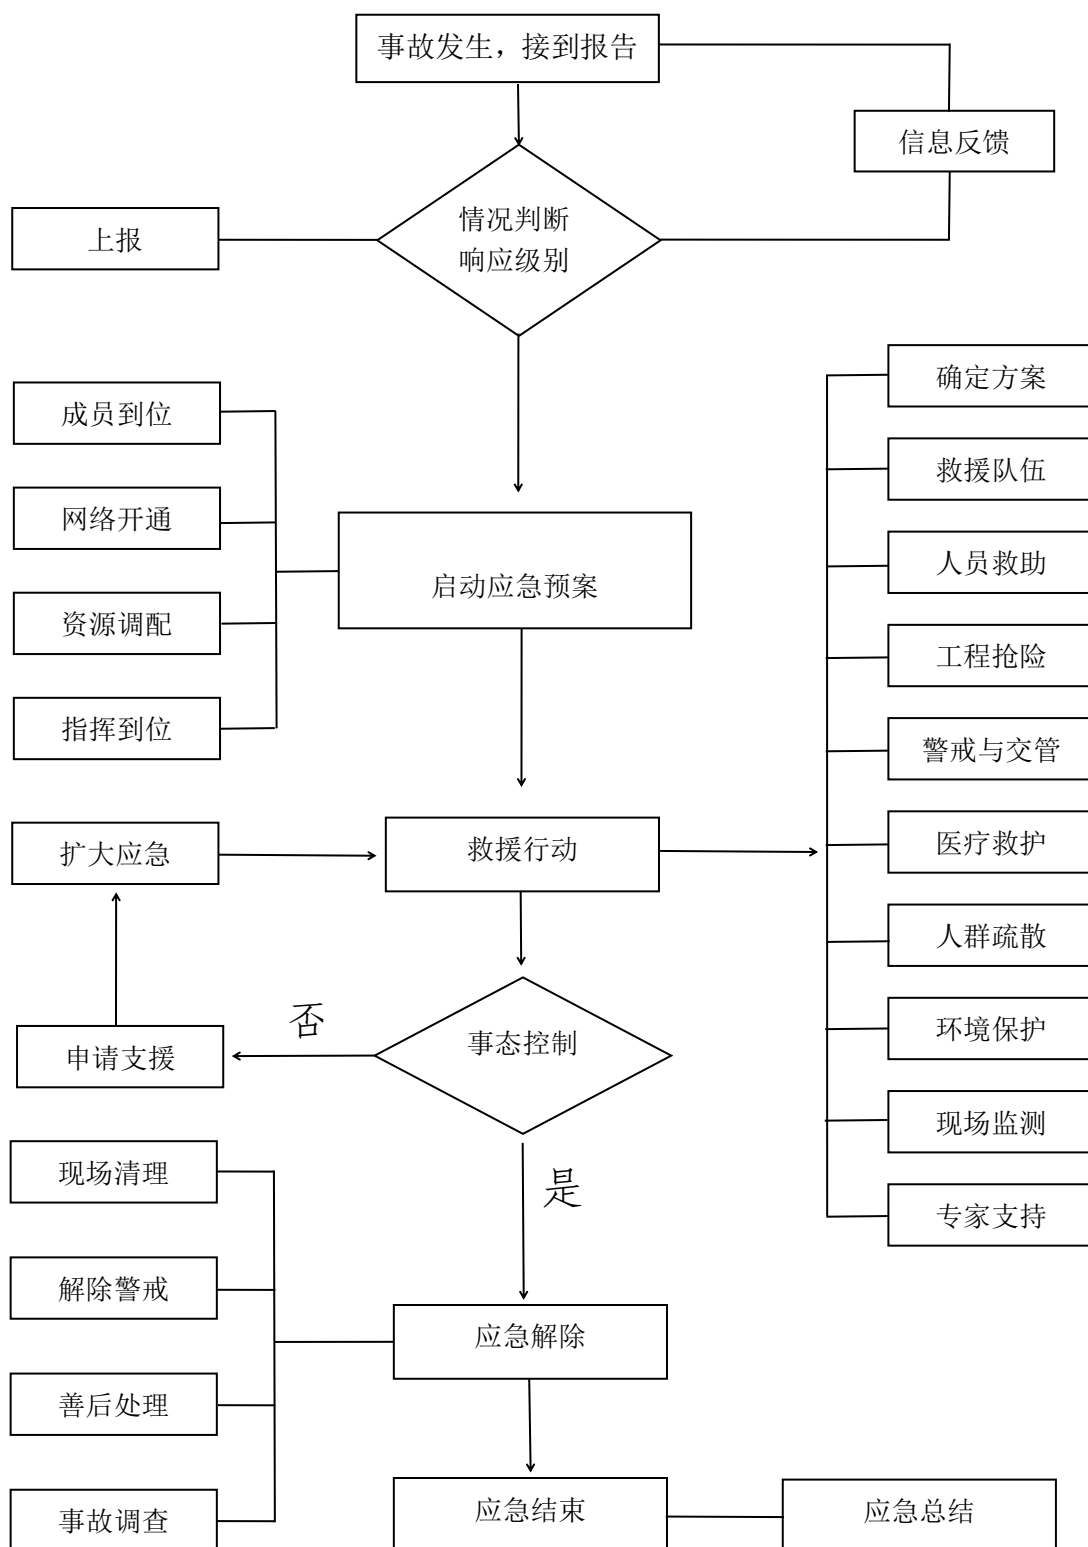 事故发生，接到报告
信息反馈
情况判断
响应级别
上报
确定方案
成员到位
救援队伍
网络开通
人员救助
启动应急预案
资源调配
工程抢险
指挥到位
警戒与交管
扩大应急
救援行动
医疗救护
人群疏散
否
事态控制
环境保护
申请支援
现场监测
现场清理
是
专家支持
解除警戒
应急解除
善后处理
应急结束
应急总结
事故调查